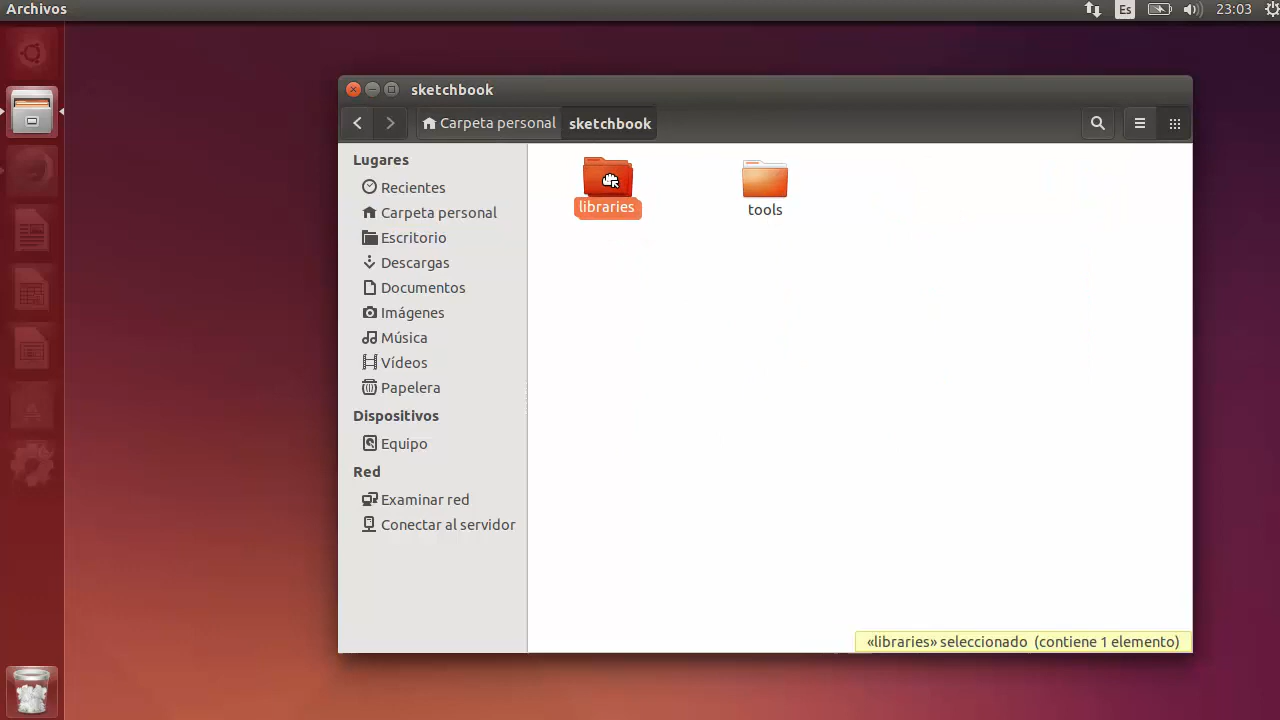 Archivos
Es
23:03
sketchbook
Carpeta personal
sketchbook
Lugares
Recientes
Carpeta personal
Escritorio
Descargas
Documentos
Imágenes
Música
Vídeos
Papelera
Dispositivos
Equipo
Red
Examinar red
Conectar al servidor
libraries
tools
«libraries» seleccionado (contiene 1 elemento)